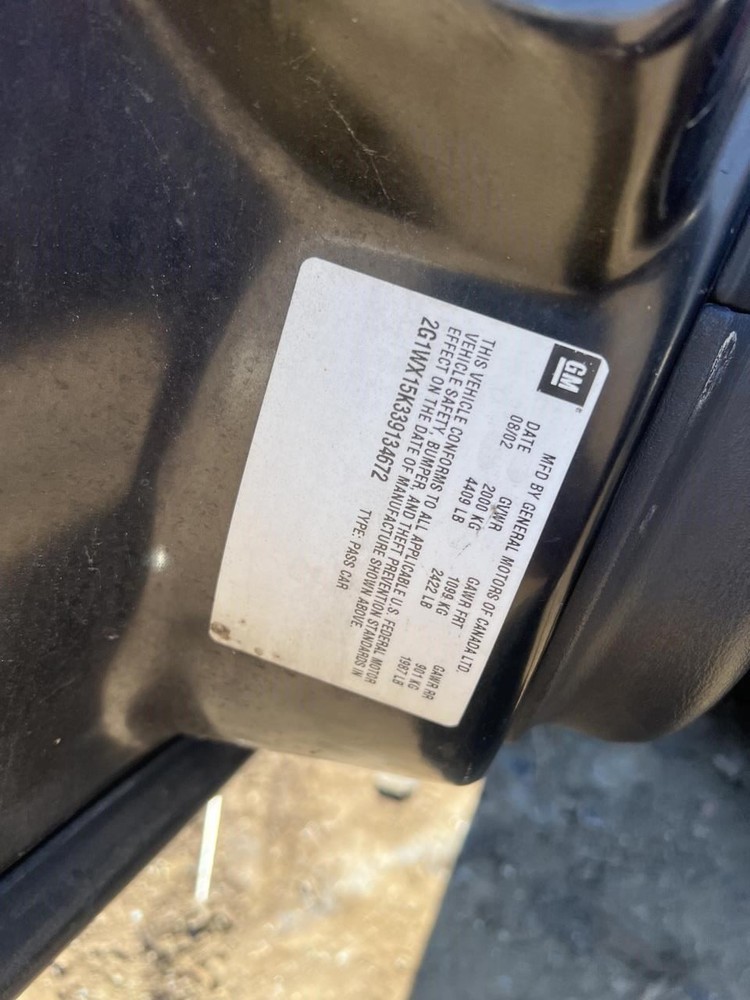 GM
MFD BY GENERAL MOTORS OF CANADA LTD.
DATE GVWR GAWR FRT GAWR RR
08/02 2000 KG 1099 KG 901 KG
4409 LB 2422 LB 1987 LB
THIS VEHICLE CONFORMS TO ALL APPLICABLE U.S. FEDERAL MOTOR
VEHICLE SAFETY, BUMPER, AND THEFT PREVENTION STANDARDS IN
EFFECT ON THE DATE OF MANUFACTURE SHOWN ABOVE.
2G1WX15K339134672 TYPE: PASS CAR